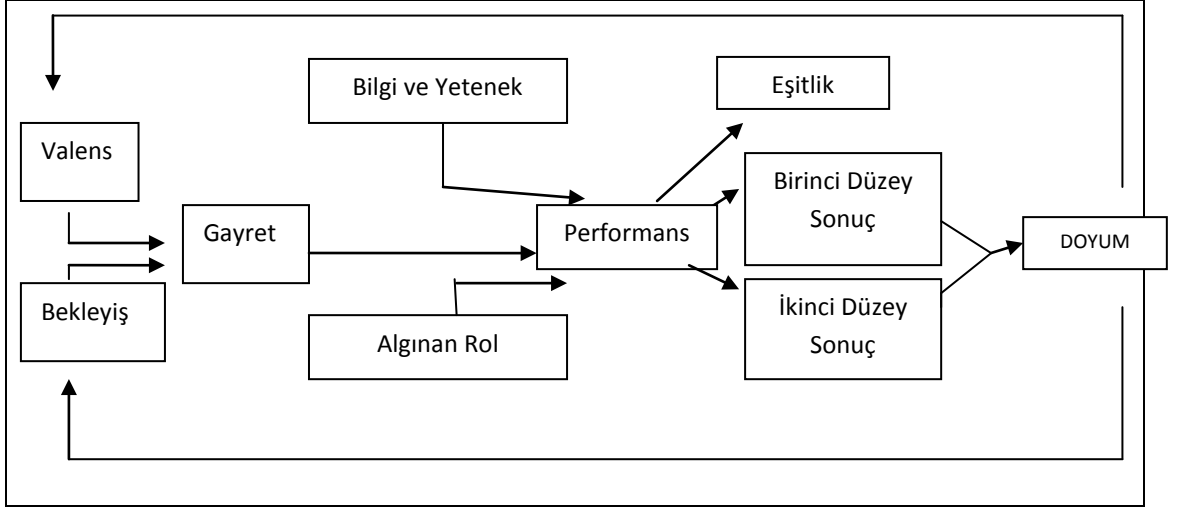 Bilgi ve Yetenek
Eşitlik
Valens
Birinci Düzey
Sonuç
Gayret
Performans
DOYUM
Bekleyiş
İkinci Düzey
Sonuç
Algınan Rol